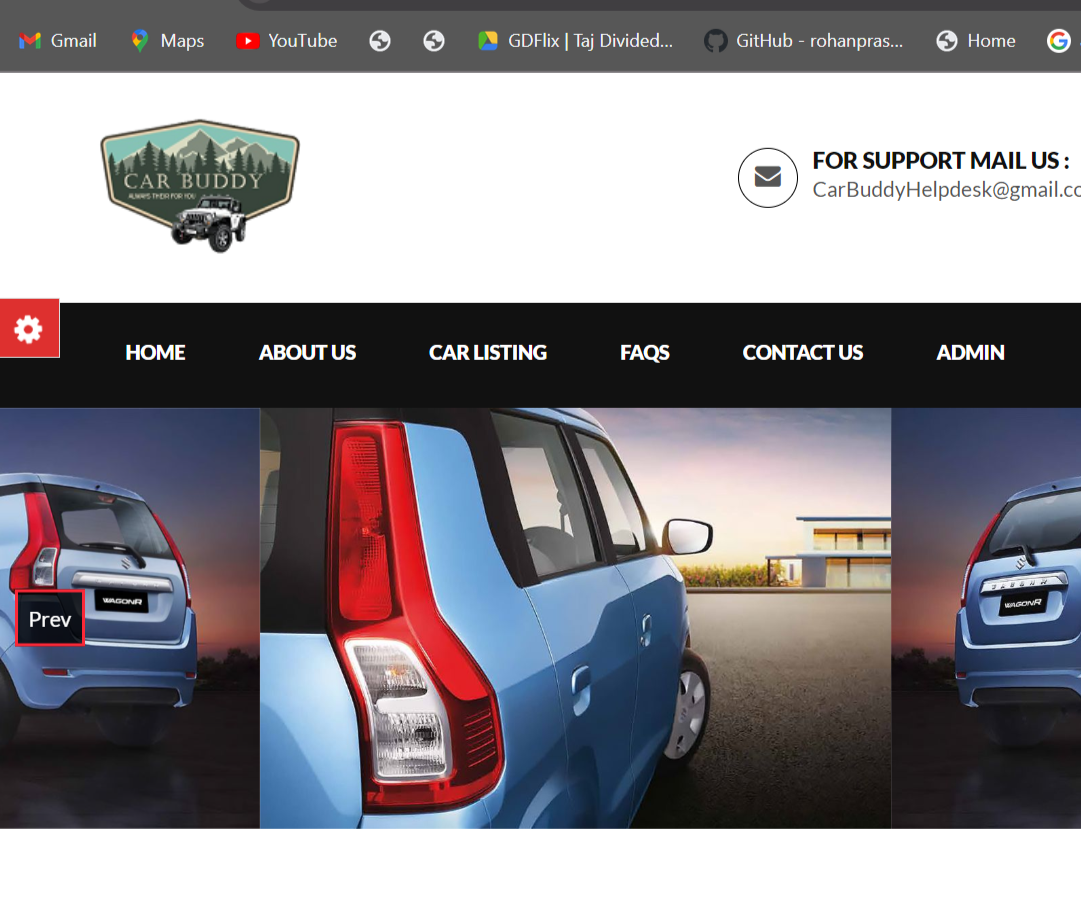 Gmail Maps YouTube GDFlix | Taj Divided... GitHub - rohanpras... Home
CAR BUDDY
ALWAYS THEIR FOR YOU
FOR SUPPORT MAIL US :
CarBuddyHelpdesk@gmail.co
HOME ABOUT US CAR LISTING FAQS CONTACT US ADMIN
WAGONR
Prev
WAGONR